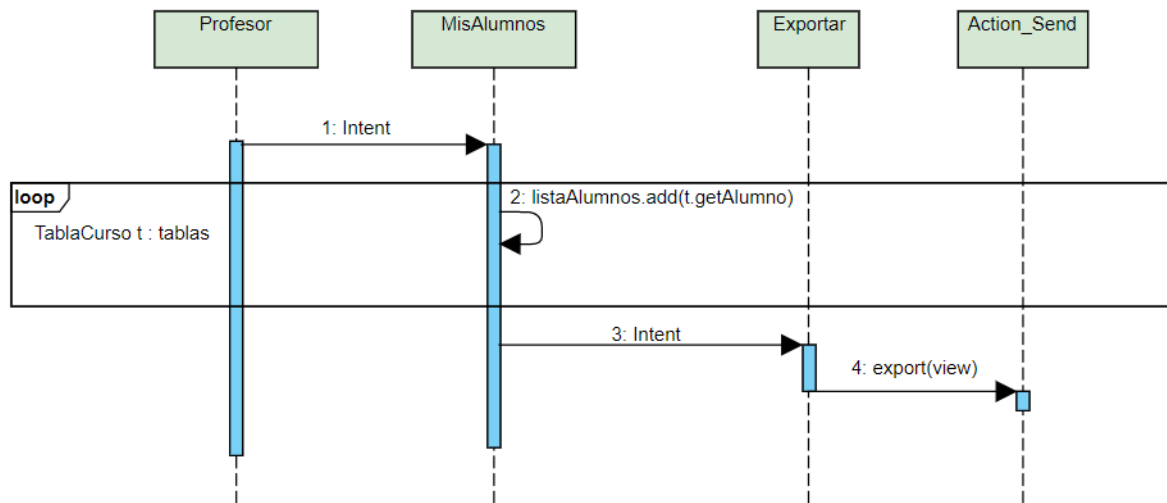 Profesor
MisAlumnos
Exportar
Action_Send
1: Intent
loop
2: listaAlumnos.add(t.getAlumno)
TablaCurso t : tablas
3: Intent
4: export(view)